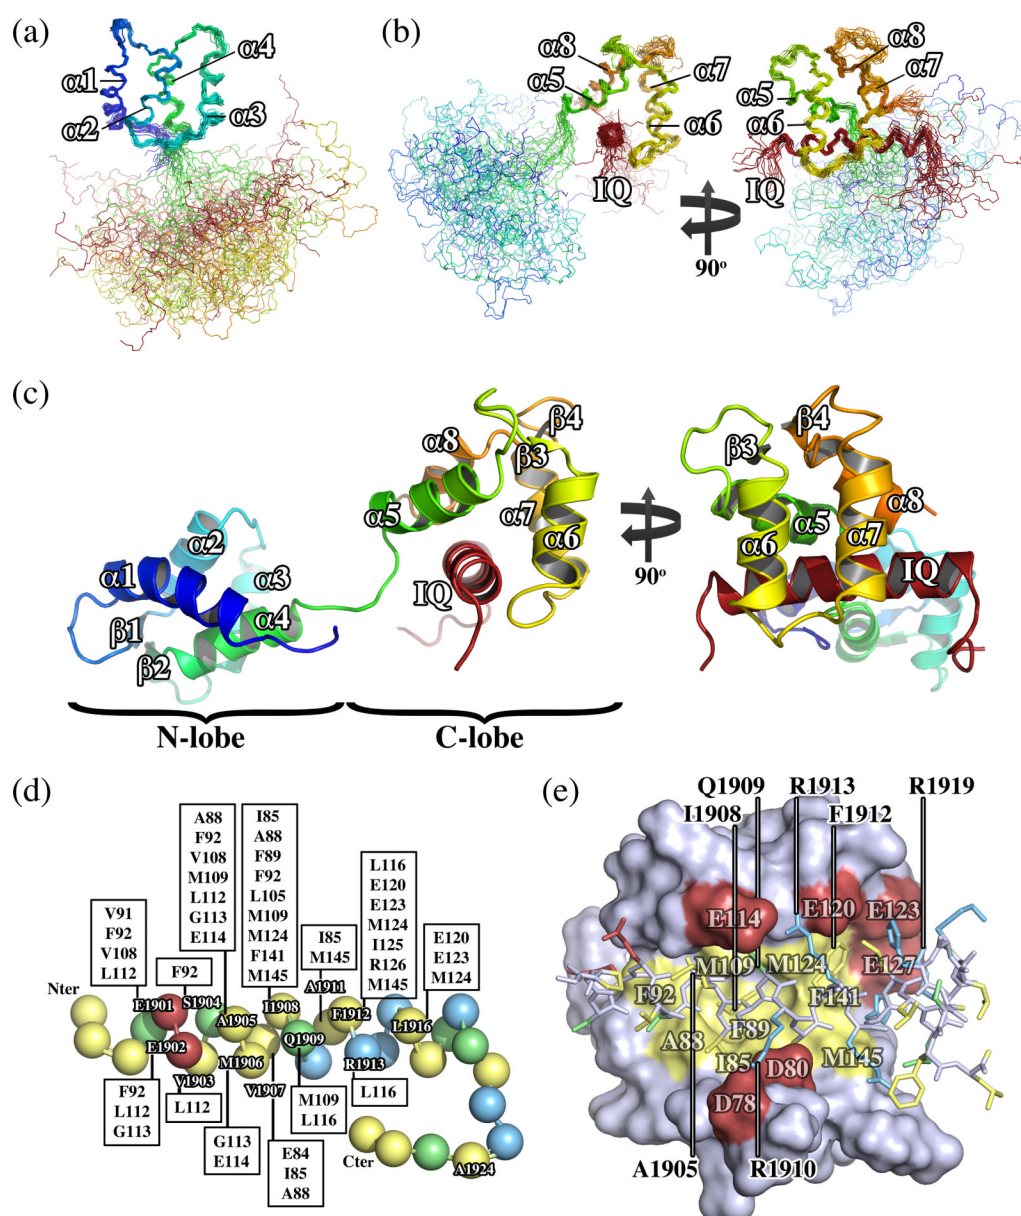 (a)
α1
α4
α2
α3
(b)
α8
α5
α7
α6
IQ
90°
α8
α7
α5
α6
IQ
(c)
α1
α2
α3
α4
β1
β2
α8
β4
β3
α5
α7
α6
IQ
90°
β3
β4
α8
α5
α6
α7
IQ
N-lobe
C-lobe
(d)
A88
F92
V108
M109
L112
G113
E114
I85
A88
F89
F92
L105
M109
M124
F141
M145
L116
E120
E123
M124
I125
R126
M145
V91
F92
V108
L112
F92
I85
M145
E120
E123
M124
Nter
E1901
S1904
A1905
I1908
A1911
F1912
L1916
E1902
M1906
Q1909
R1913
V1903
V1907
F92
L112
G113
L112
G113
E114
E84
I85
A88
M109
L116
L116
Cter
A1924
(e)
Q1909
R1913
R1919
I1908
F1912
E114
E120
E123
M109
M124
E127
F92
F141
A88
F89
I85
D80
M145
D78
A1905
R1910